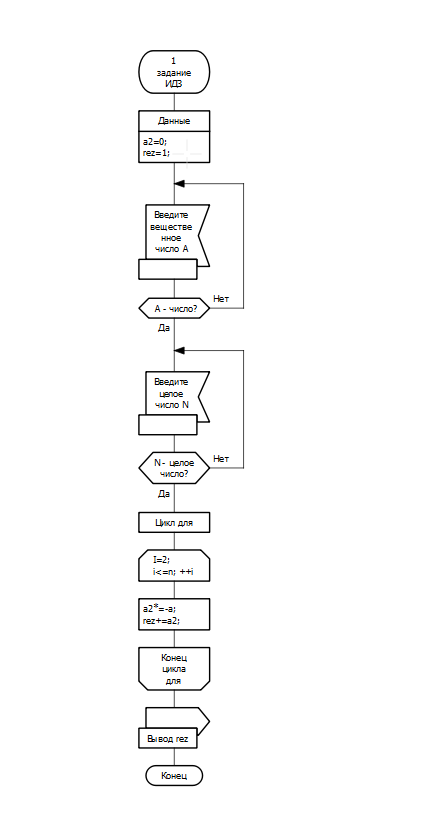 1
задание
ИДЗ
Данные
a2=0;
rez=1;
Введите
веществе
нное
число А
А - число?
Нет
Да
Введите
целое
число N
N - целое
число?
Нет
Да
Цикл для
I=2;
i<=n; ++i
a2*=-a;
rez+=a2;
Конец
цикла
для
Вывод rez
Конец